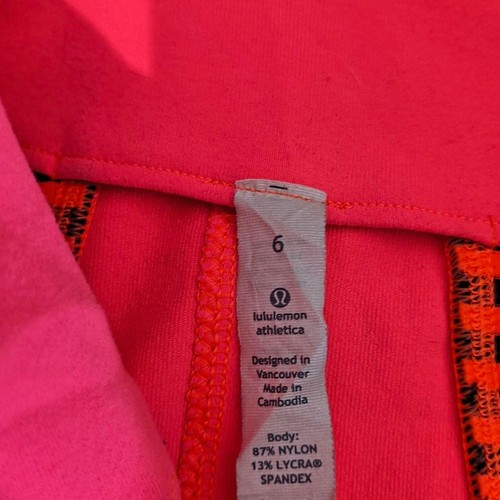 6
lululemon
athletica
Designed in
Vancouver
Made in
Cambodia
Body:
87% NYLON
13% LYCRA®
SPANDEX